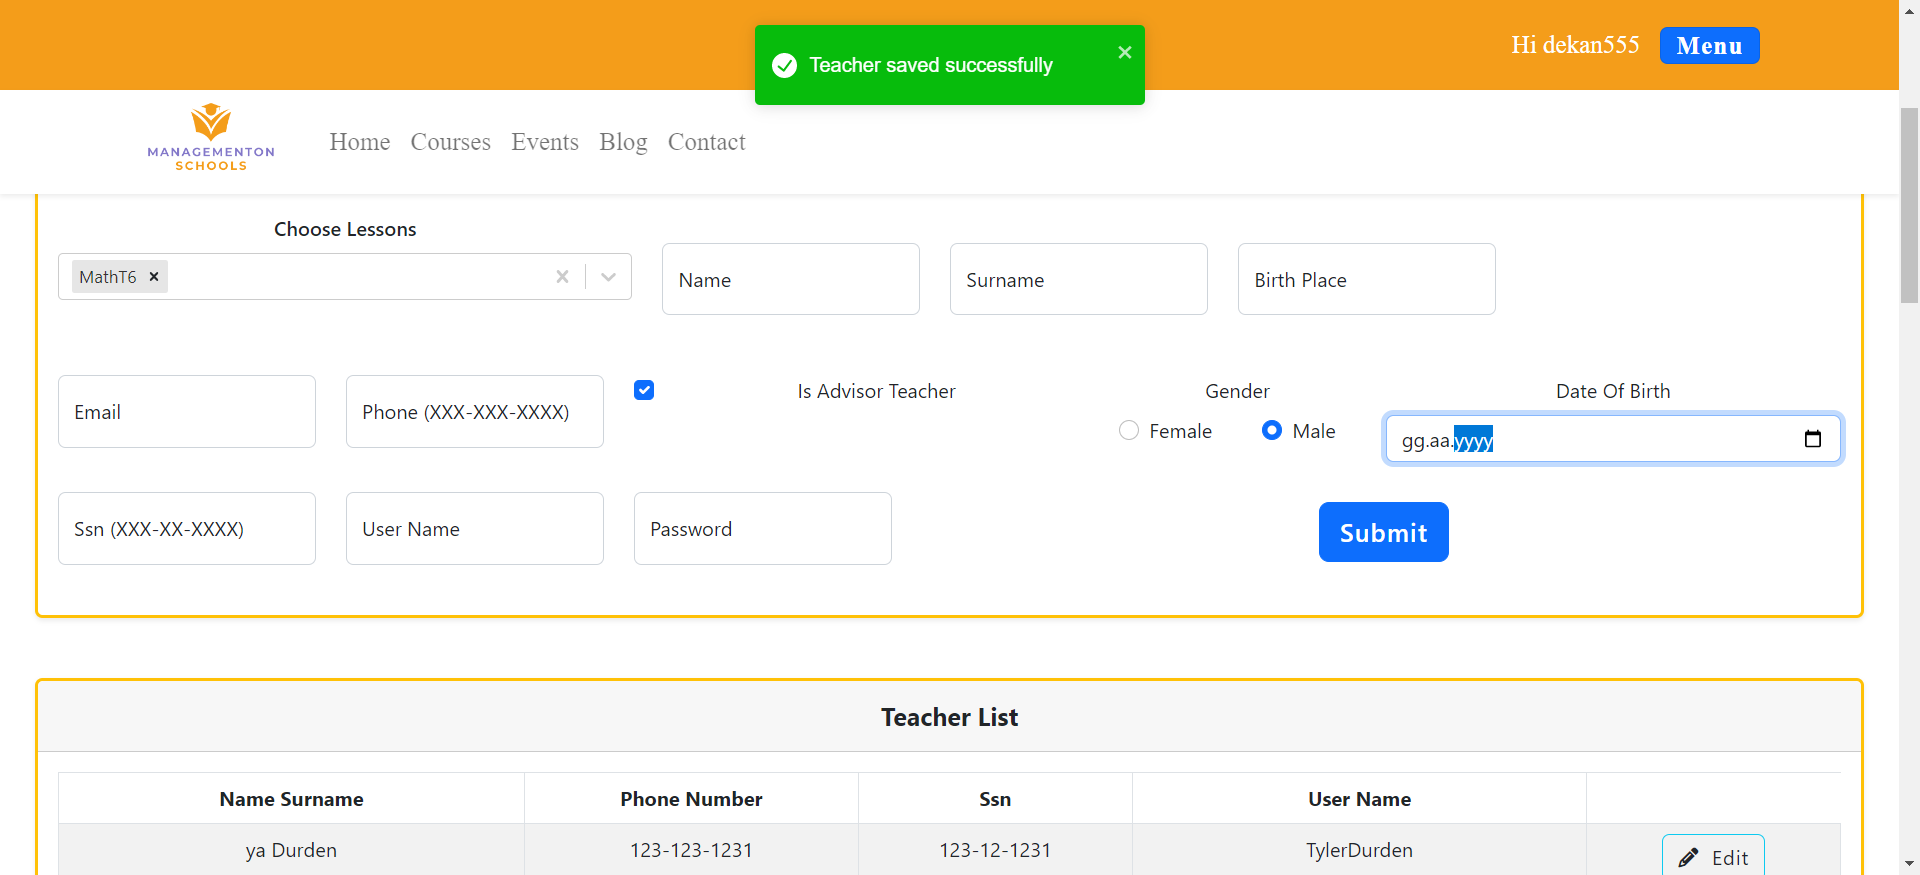 Teacher saved successfully
Hi dekan555
Menu
MANAGEMENTON
SCHOOLS
Home Courses Events Blog Contact
Choose Lessons
MathT6
Name
Surname
Birth Place
Email
Phone (XXX-XXX-XXXX)
Is Advisor Teacher
Gender
Female
Male
Date Of Birth
gg.aa.yyyy
Ssn (XXX-XX-XXXX)
User Name
Password
Submit
Teacher List
Name Surname Phone Number Ssn User Name
ya Durden 123-123-1231 123-12-1231 TylerDurden Edit